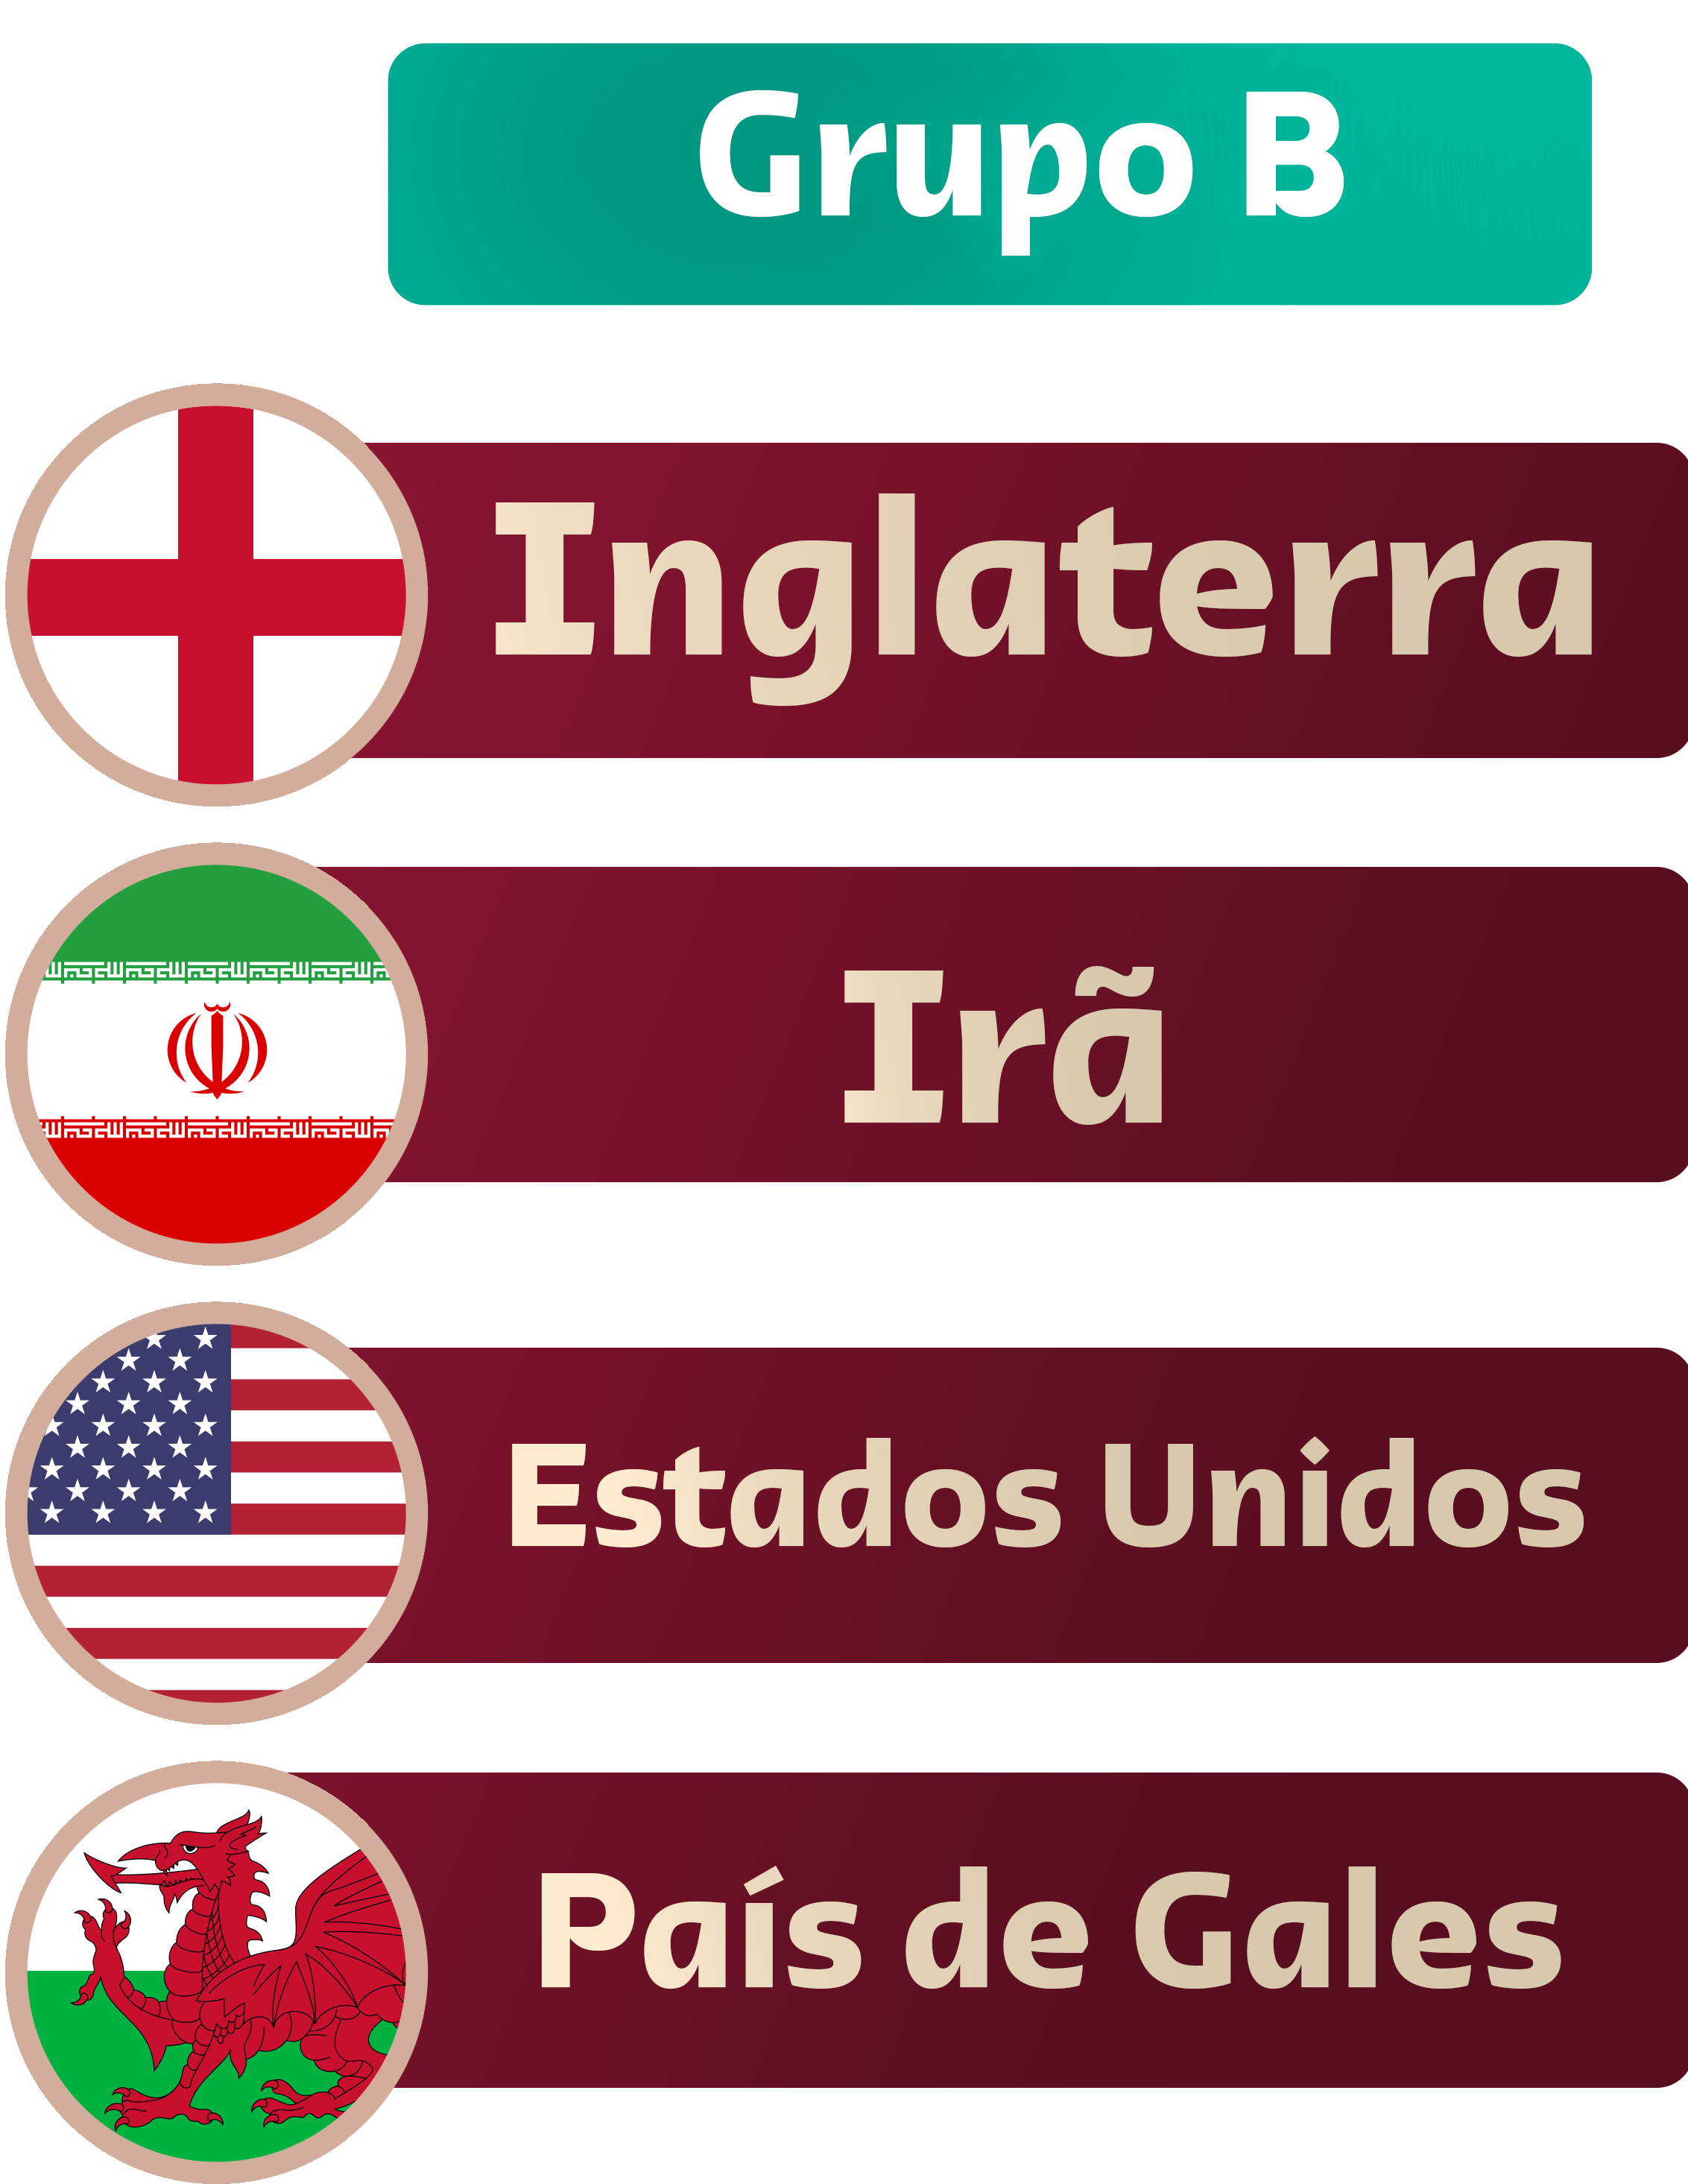 Grupo B
Inglaterra
Irã
Estados Unidos
País de Gales